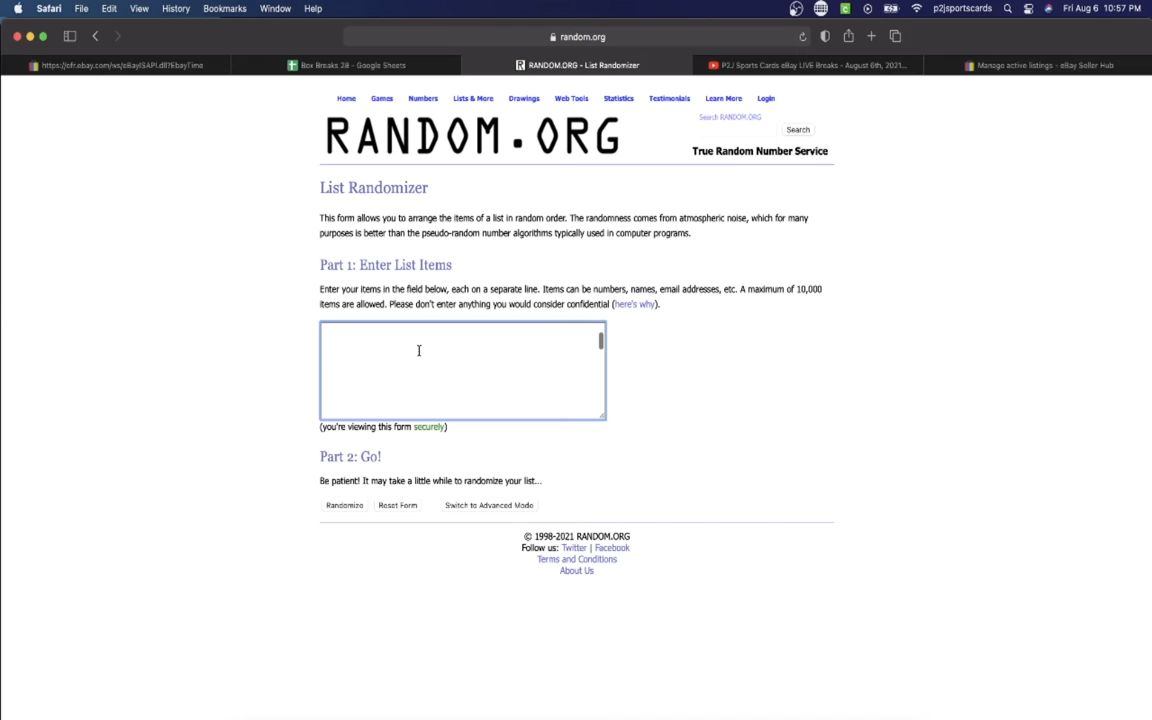 Safari File Edit View History Bookmarks Window Help p2jsportscards Fri Aug 6 10:57 PM
random.org
https://ofr.ebay.com/ws/eBayISAPI.dll?EbayTime Box Breaks 28 - Google Sheets RANDOM.ORG - List Randomizer P2J Sports Cards eBay LIVE Breaks - August 6th, 2021... Manage active listings - eBay Seller Hub
Home Games Numbers Lists & More Drawings Web Tools Statistics Testimonials Learn More Login
Search RANDOM.ORG
Search
RANDOM.ORG
True Random Number Service
List Randomizer
This form allows you to arrange the items of a list in random order. The randomness comes from atmospheric noise, which for many
purposes is better than the pseudo-random number algorithms typically used in computer programs.
Part 1: Enter List Items
Enter your items in the field below, each on a separate line. Items can be numbers, names, email addresses, etc. A maximum of 10,000
items are allowed. Please don't enter anything you would consider confidential (here's why).
(you're viewing this form securely)
Part 2: Go!
Be patient! It may take a little while to randomize your list...
Randomize Reset Form Switch to Advanced Mode
© 1998-2021 RANDOM.ORG
Follow us: Twitter | Facebook
Terms and Conditions
About Us